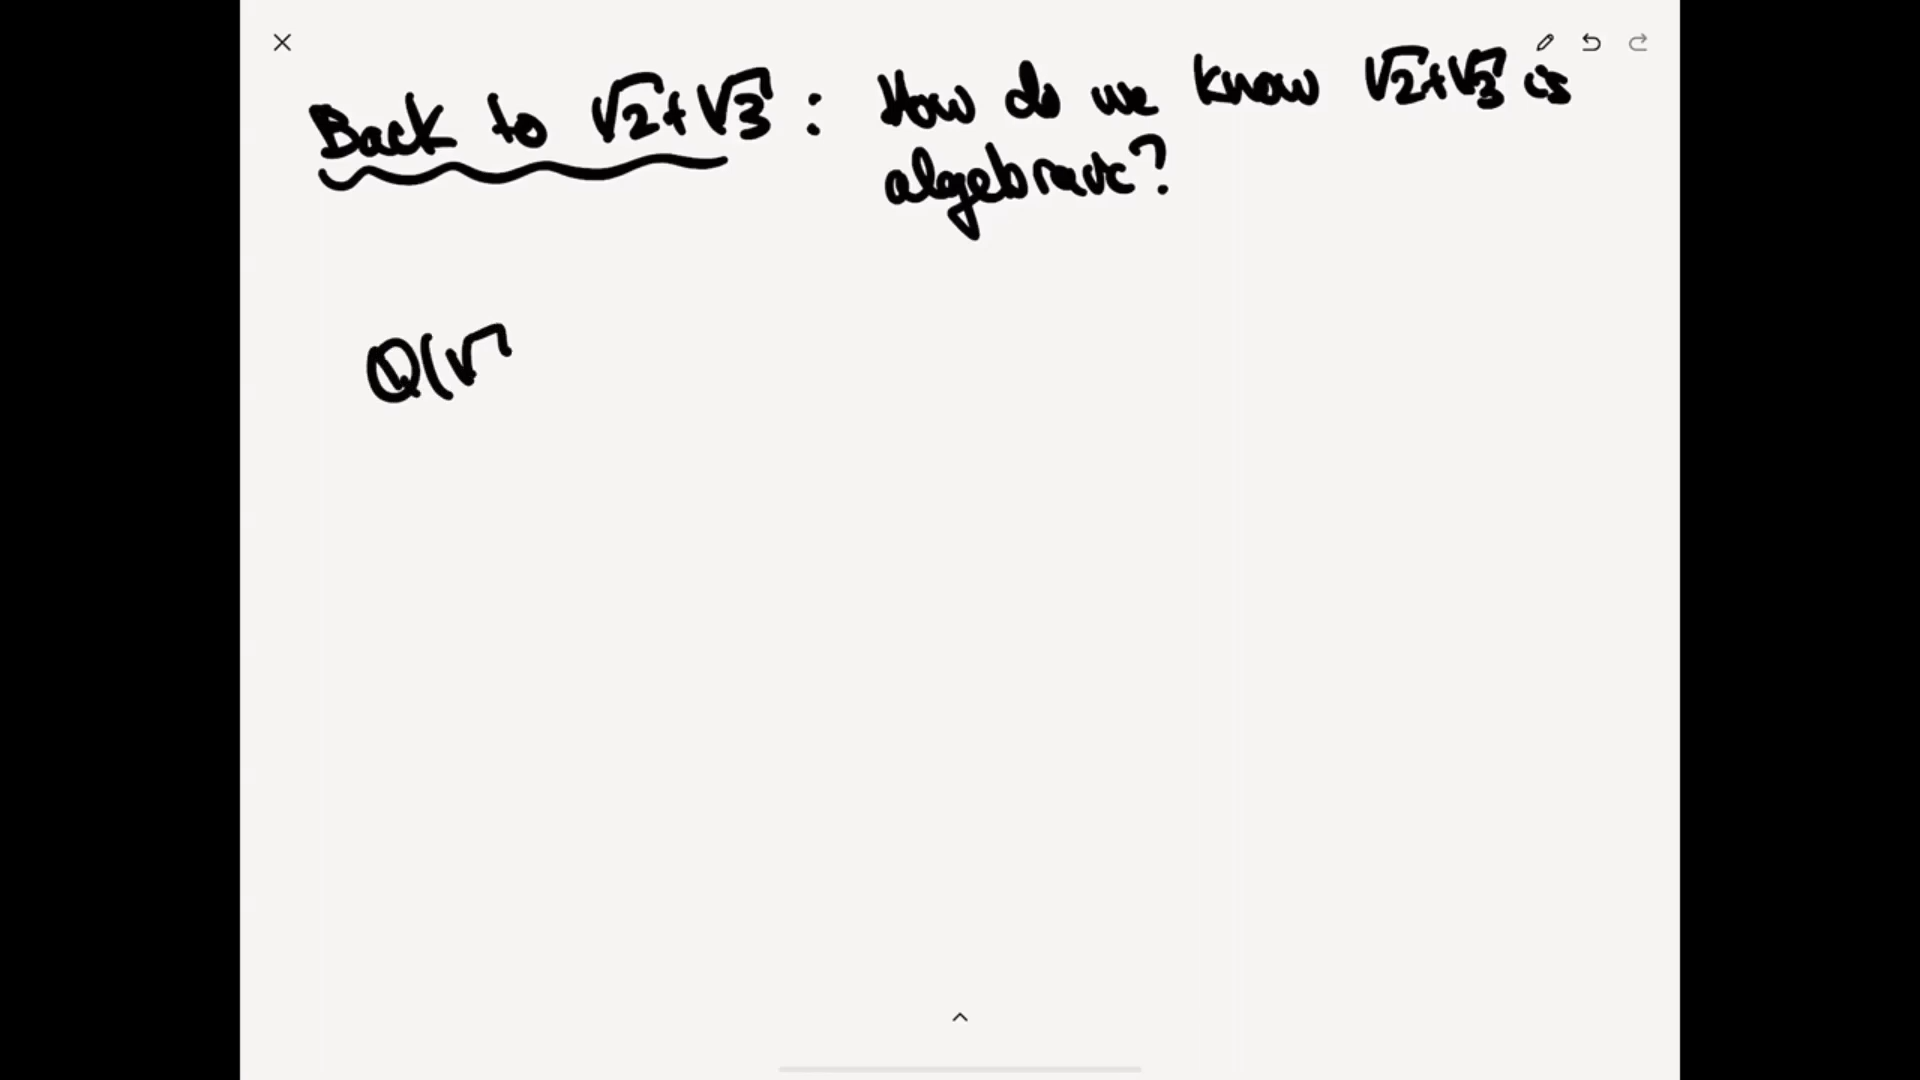 Back to √2+√3 : How do we know √2+√3 is
algebraic?
Q(√